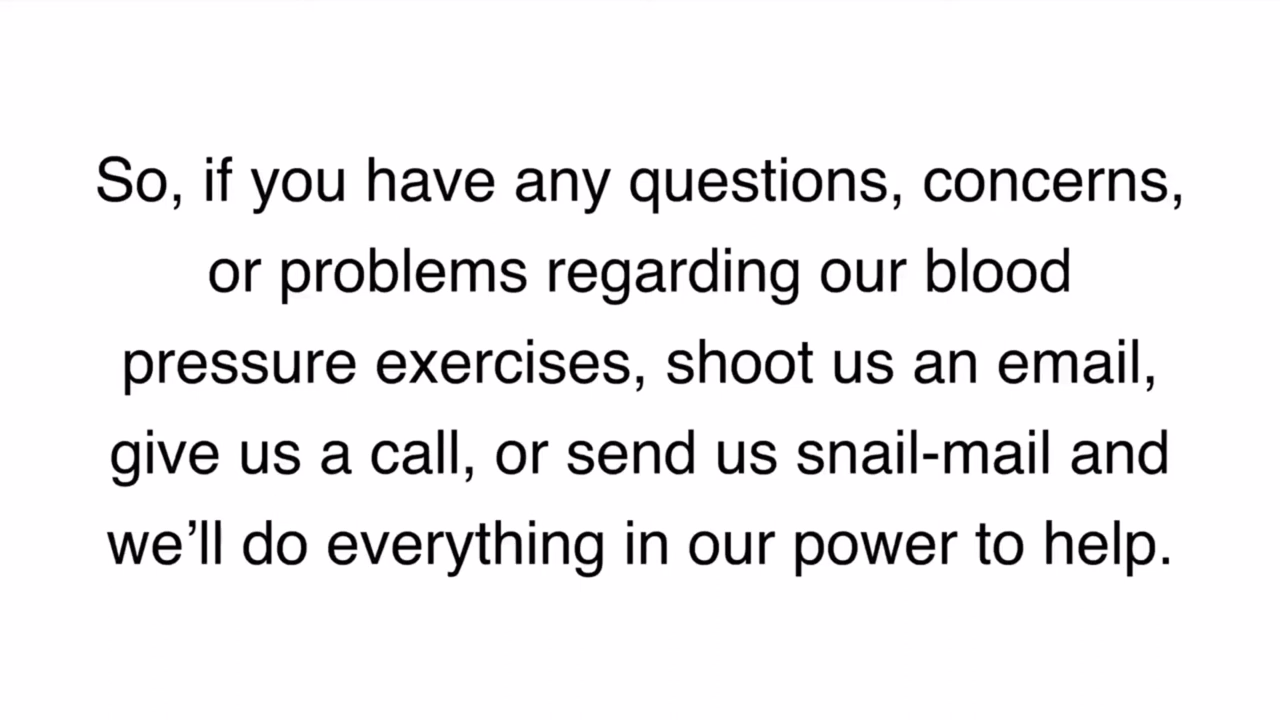 So, if you have any questions, concerns,
or problems regarding our blood
pressure exercises, shoot us an email,
give us a call, or send us snail-mail and
we’ll do everything in our power to help.